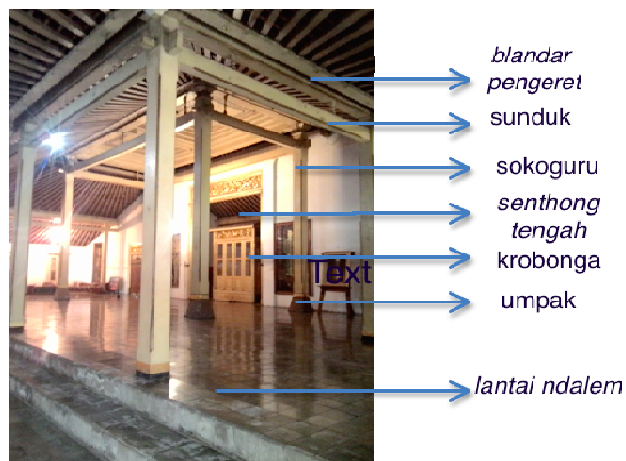 blandar
pengeret
sunduk
sokoguru
senthong
tengah
krobonga
Text
umpak
lantai ndalem